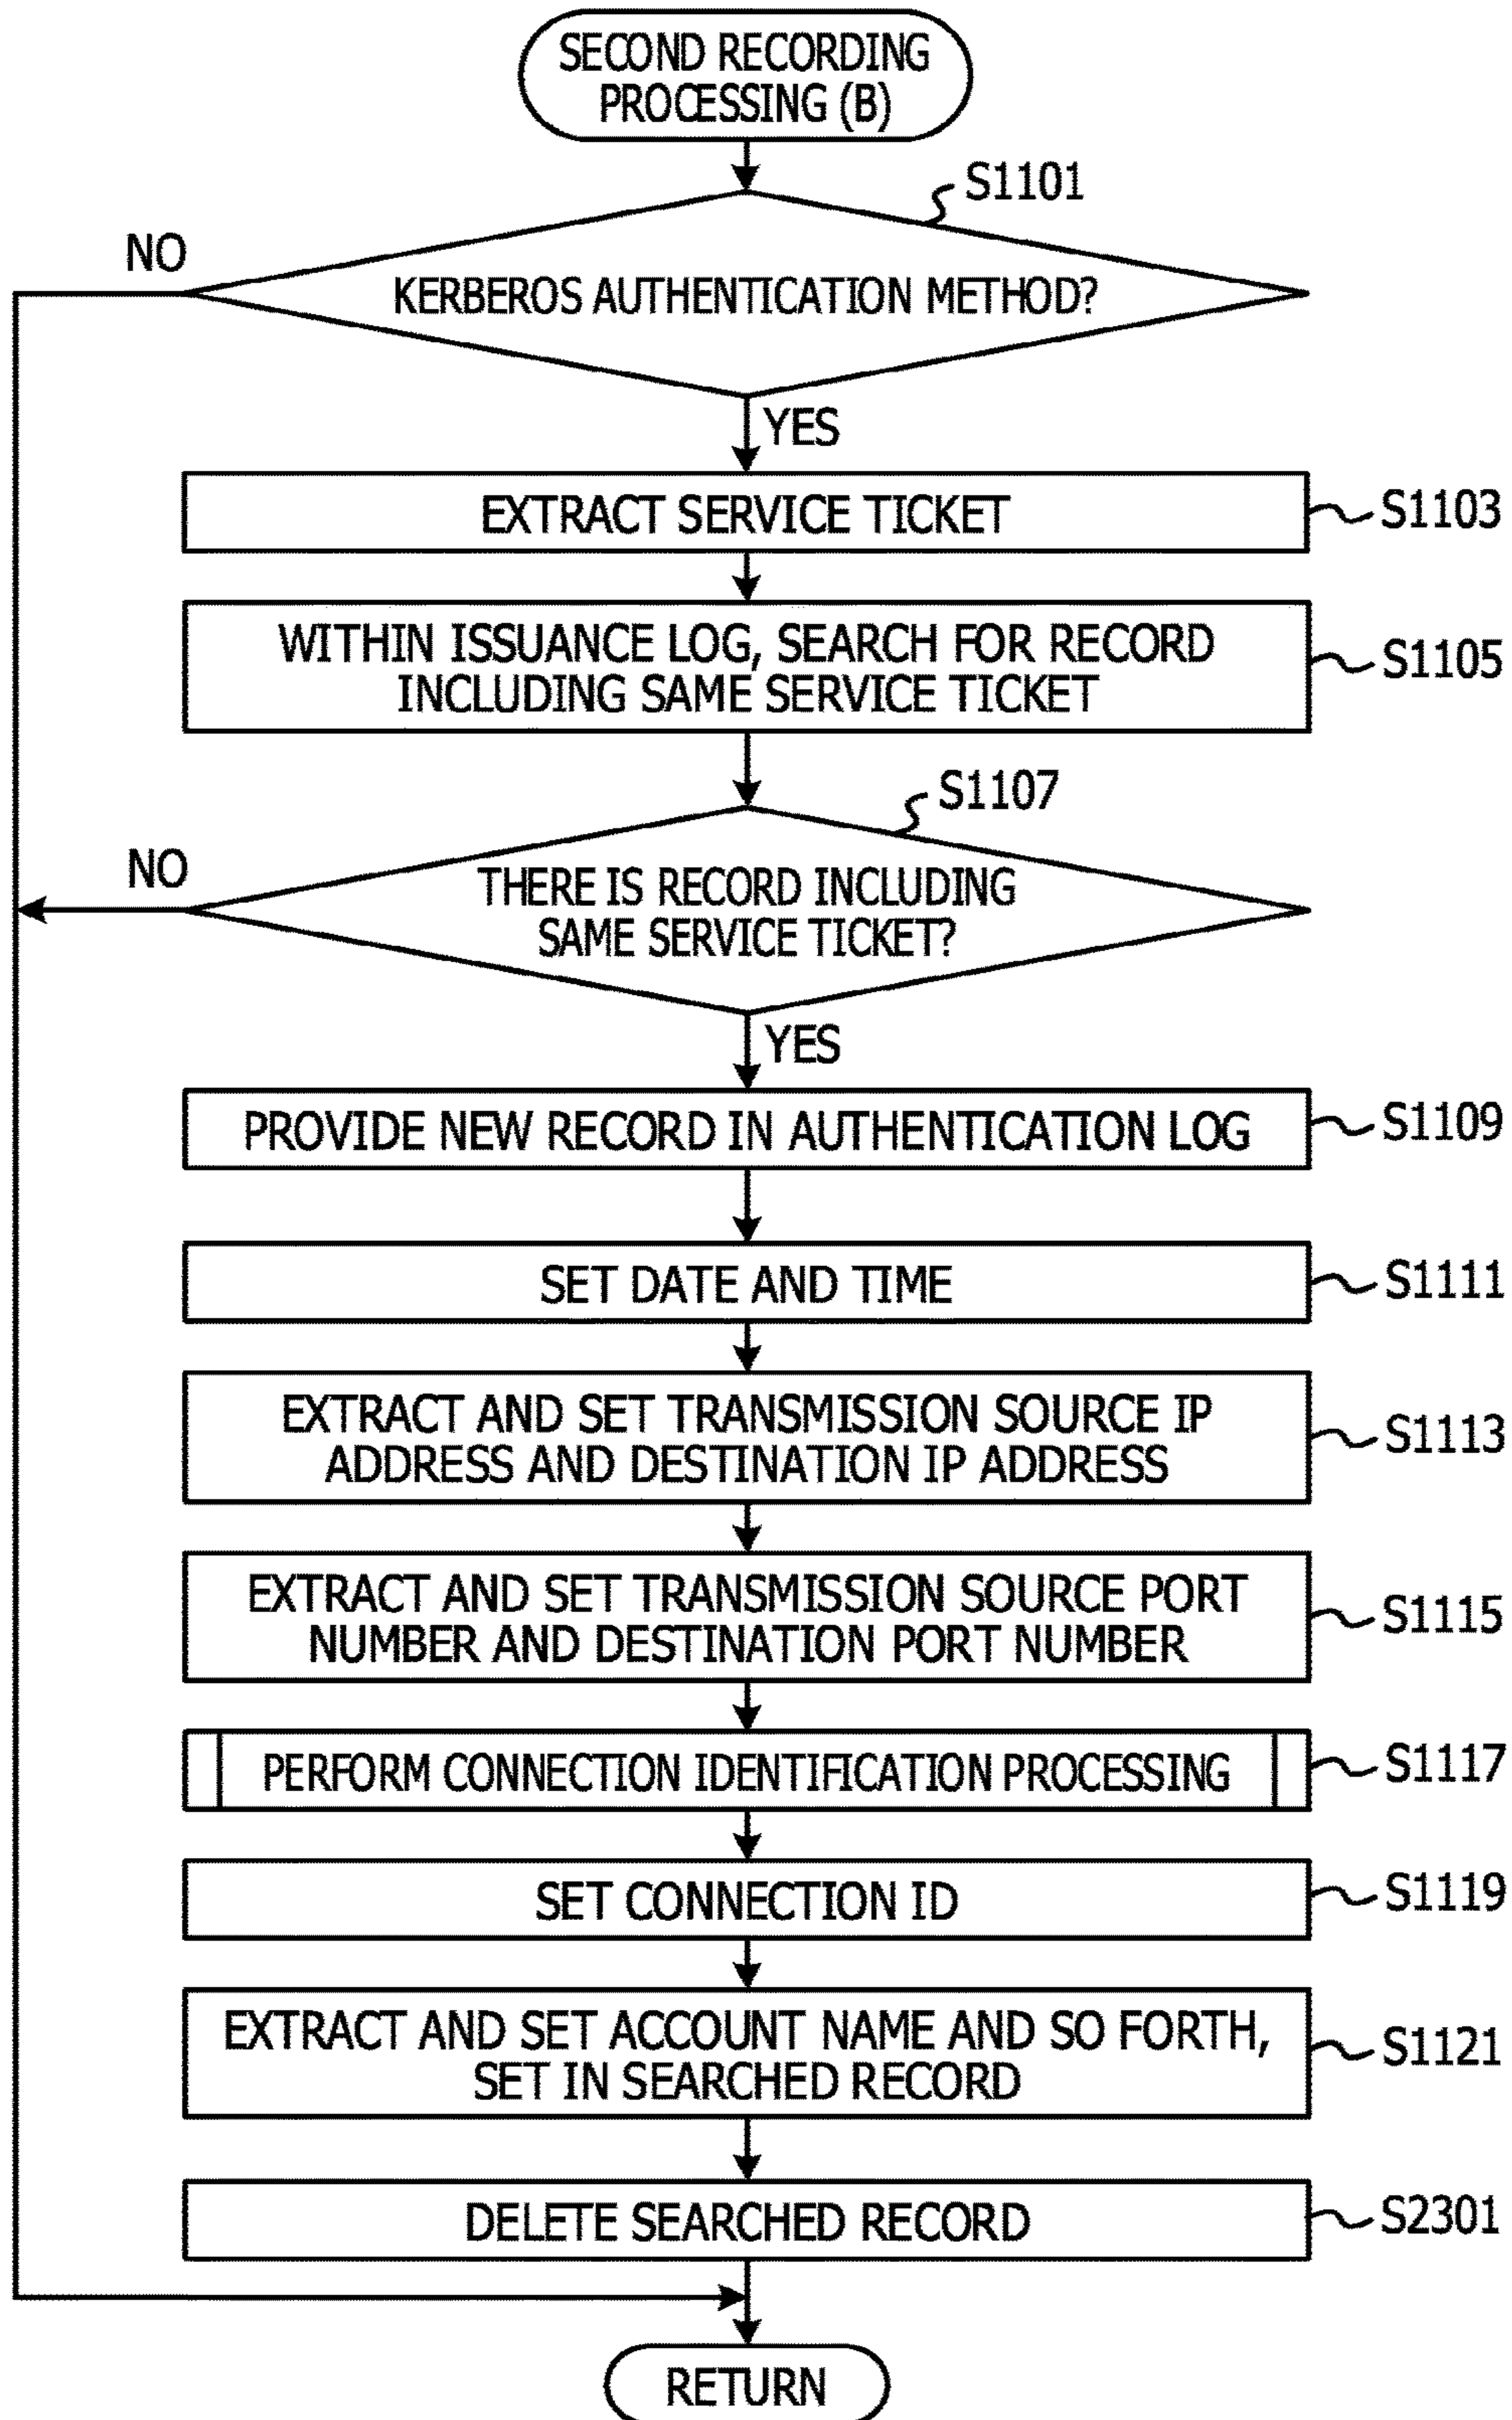 SECOND RECORDING
PROCESSING (B)
S1101
NO
KERBEROS AUTHENTICATION METHOD?
YES
EXTRACT SERVICE TICKET
S1103
WITHIN ISSUANCE LOG, SEARCH FOR RECORD
INCLUDING SAME SERVICE TICKET
S1105
S1107
NO
THERE IS RECORD INCLUDING
SAME SERVICE TICKET?
YES
PROVIDE NEW RECORD IN AUTHENTICATION LOG
S1109
SET DATE AND TIME
S1111
EXTRACT AND SET TRANSMISSION SOURCE IP
ADDRESS AND DESTINATION IP ADDRESS
S1113
EXTRACT AND SET TRANSMISSION SOURCE PORT
NUMBER AND DESTINATION PORT NUMBER
S1115
PERFORM CONNECTION IDENTIFICATION PROCESSING
S1117
SET CONNECTION ID
S1119
EXTRACT AND SET ACCOUNT NAME AND SO FORTH,
SET IN SEARCHED RECORD
S1121
DELETE SEARCHED RECORD
S2301
RETURN